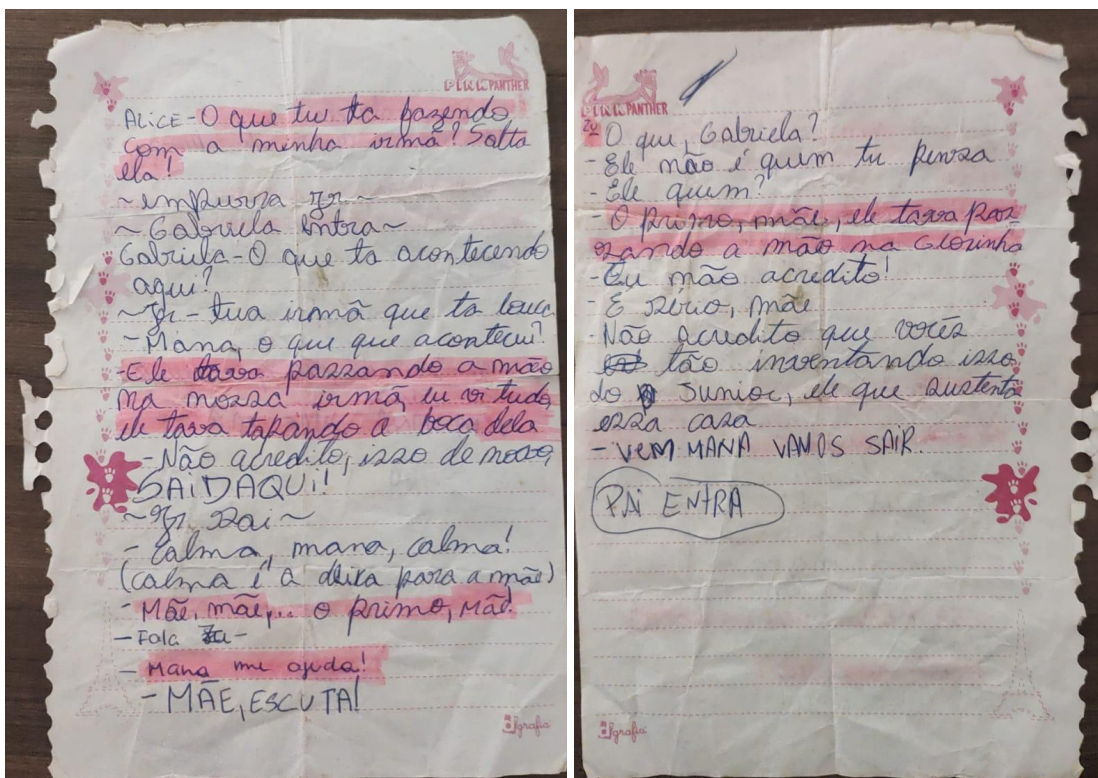 PINK PANTHER
ALiCE - O que tu ta fazendo
com a minha irmã? Solta
ela!
~ empurra Jr ~
~ Gabriela Entra ~
Gabriela - O que ta acontecendo
aqui?
~ Jr - tua irmã que ta louca
- Mana, o que que aconteceu?
- Ele tava passando a mão
na nossa irmã, eu vi tudo,
ele tava tapando a boca dela
- Não acredito, isso de novo,
SAi DAQUi!
~ Jr Sai ~
- Calma, mana, calma!
(calma é a deixa para a mãe)
- Mãe, mãe,... o primo, mãe!
- Fala
- Mana me ajuda!
- MÃE, ESCUTA!
grafia
PINK PANTHER
Zu - O que, Gabriela?
- Ele não é quem tu pensa
- Ele quem?
- O primo, mãe, ele tava pas-
sando a mão na Glorinha
- Eu não acredito!
- É sério, mãe
Não acredito que vocês
tão inventando isso
do Junior, ele que sustenta
essa casa
- VEM MANA VAMOS SAIR.
PAi ENTRA
grafia